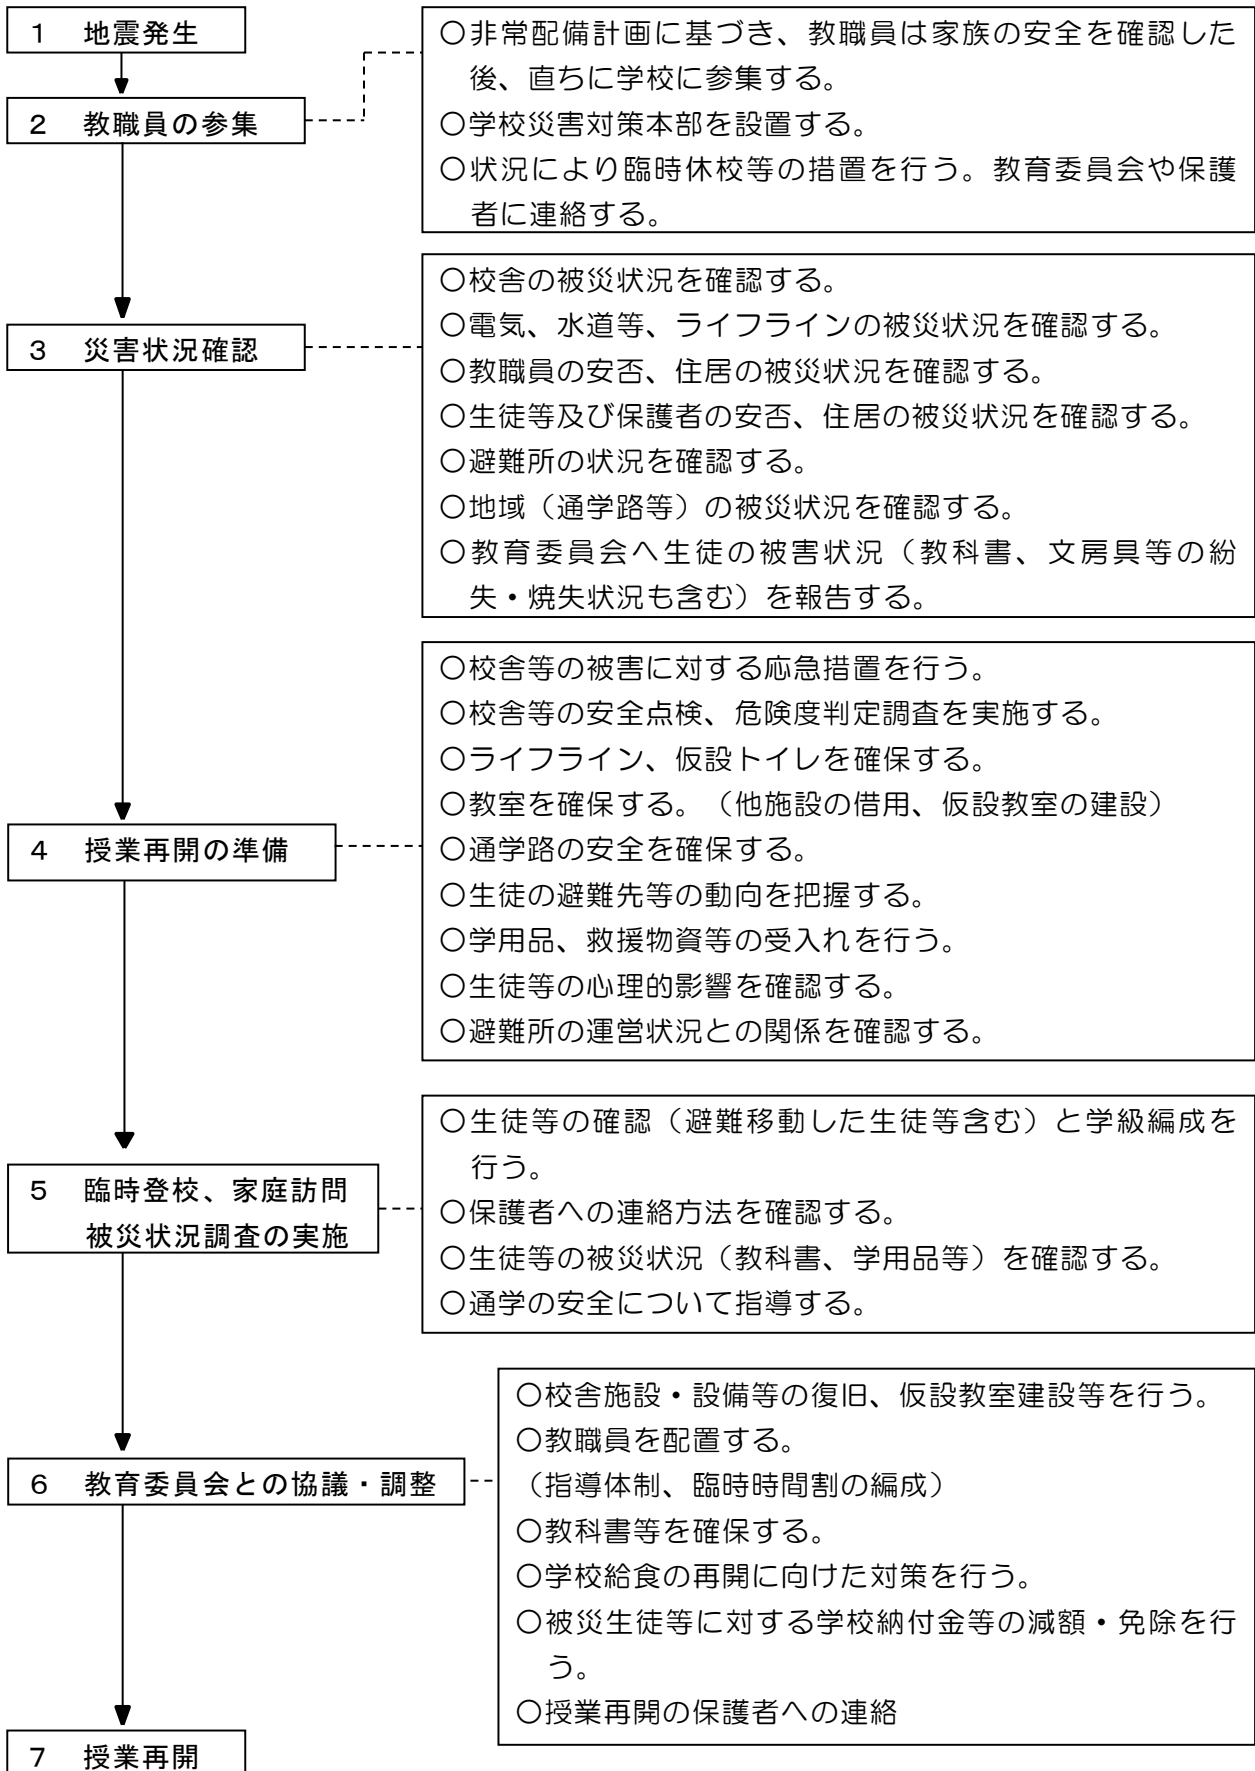 1　地震発生
○非常配備計画に基づき、教職員は家族の安全を確認した
後、直ちに学校に参集する。
○学校災害対策本部を設置する。
○状況により臨時休校等の措置を行う。教育委員会や保護
者に連絡する。
2　教職員の参集
○校舎の被災状況を確認する。
○電気、水道等、ライフラインの被災状況を確認する。
○教職員の安否、住居の被災状況を確認する。
○生徒等及び保護者の安否、住居の被災状況を確認する。
○避難所の状況を確認する。
○地域（通学路等）の被災状況を確認する。
○教育委員会へ生徒の被害状況（教科書、文房具等の紛
失・焼失状況も含む）を報告する。
3　災害状況確認
○校舎等の被害に対する応急措置を行う。
○校舎等の安全点検、危険度判定調査を実施する。
○ライフライン、仮設トイレを確保する。
○教室を確保する。（他施設の借用、仮設教室の建設）
○通学路の安全を確保する。
○生徒の避難先等の動向を把握する。
○学用品、救援物資等の受入れを行う。
○生徒等の心理的影響を確認する。
○避難所の運営状況との関係を確認する。
4　授業再開の準備
○生徒等の確認（避難移動した生徒等含む）と学級編成を
行う。
○保護者への連絡方法を確認する。
○生徒等の被災状況（教科書、学用品等）を確認する。
○通学の安全について指導する。
5　臨時登校、家庭訪問
被災状況調査の実施
○校舎施設・設備等の復旧、仮設教室建設等を行う。
○教職員を配置する。
（指導体制、臨時時間割の編成）
○教科書等を確保する。
○学校給食の再開に向けた対策を行う。
○被災生徒等に対する学校納付金等の減額・免除を行
う。
○授業再開の保護者への連絡
6　教育委員会との協議・調整
7　授業再開